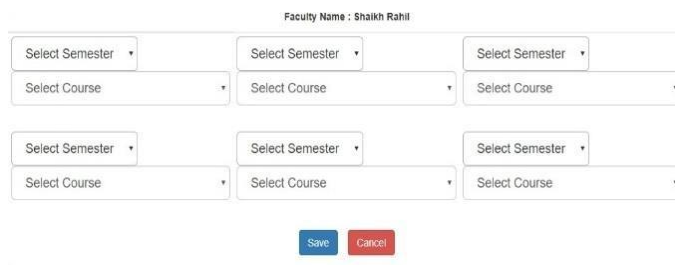 Faculty Name : Shaikh Rahil
Select Semester Select Semester Select Semester
Select Course Select Course Select Course
Select Semester Select Semester Select Semester
Select Course Select Course Select Course
Save Cancel